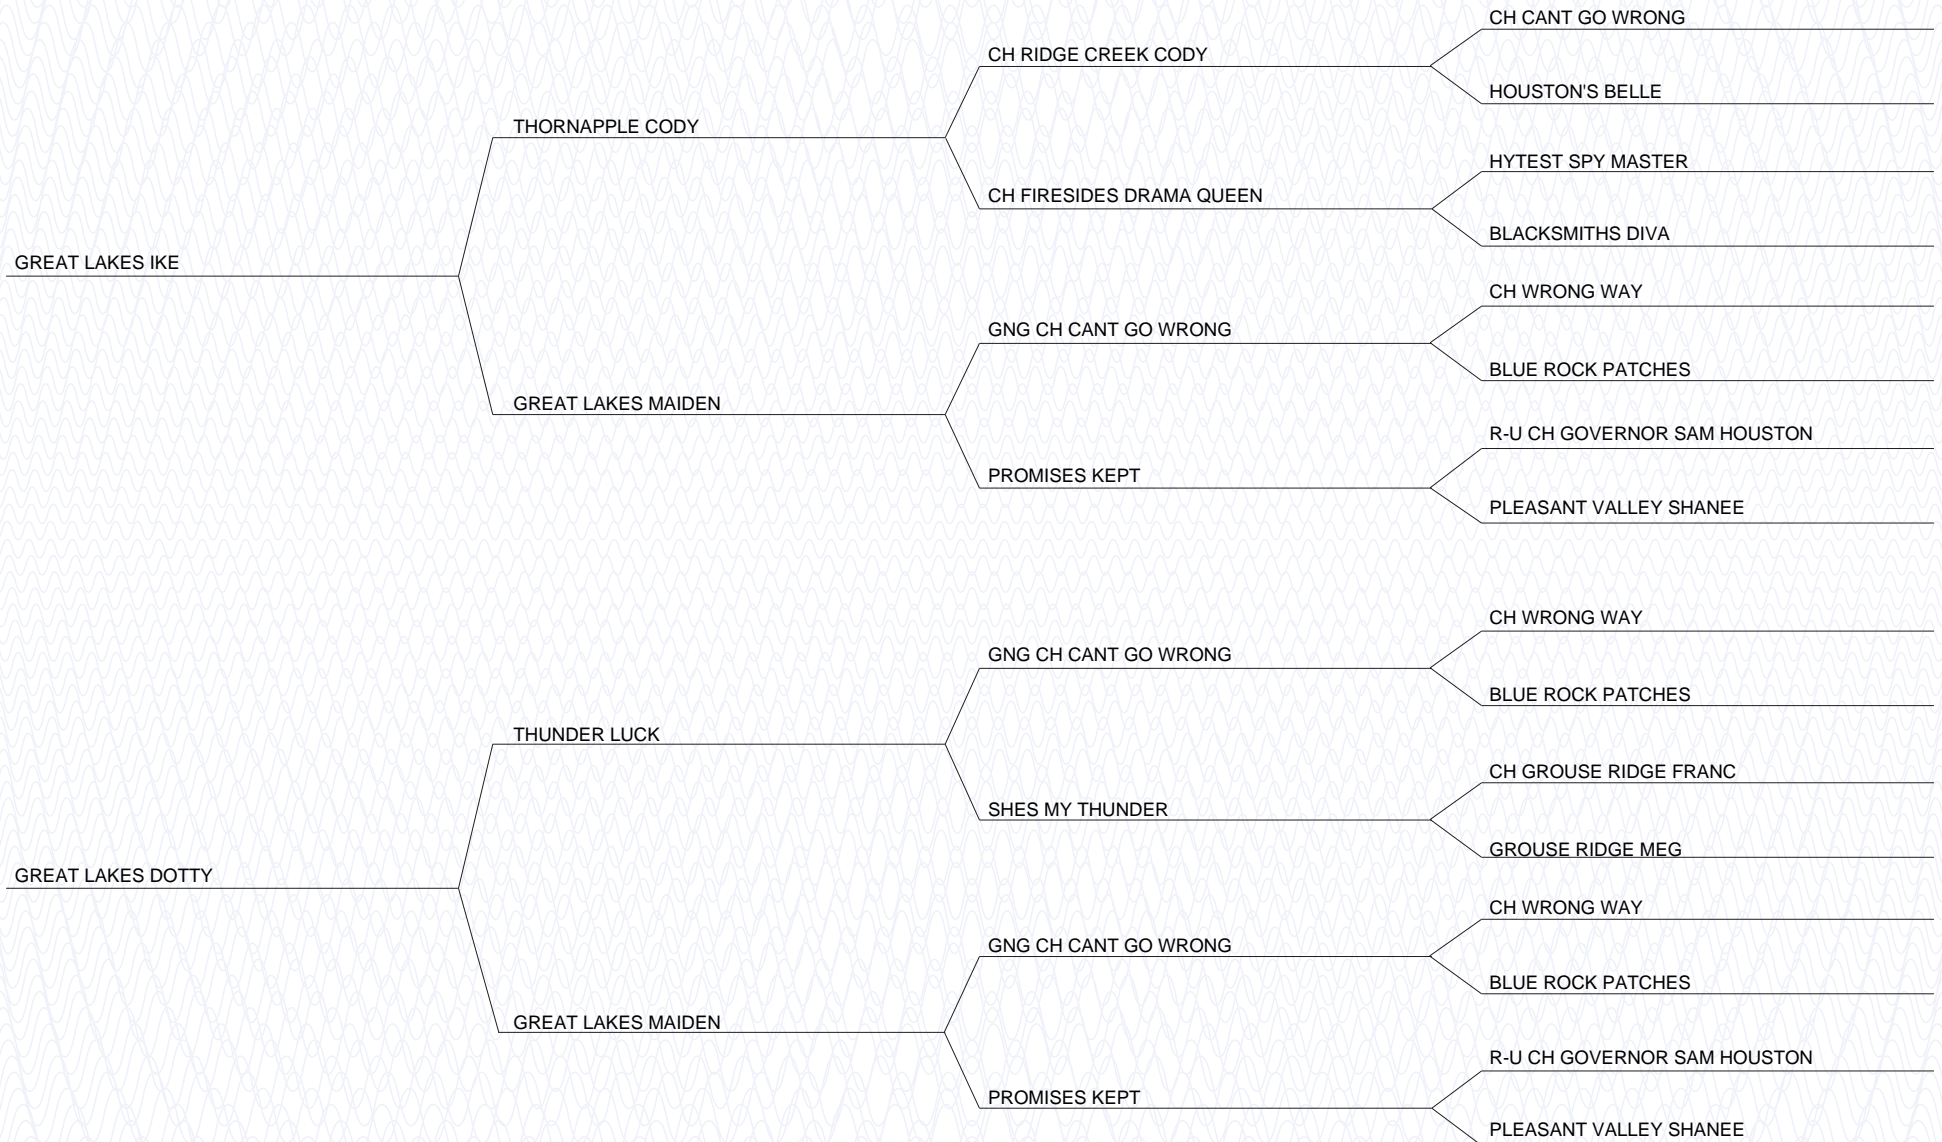 CH CANT GO WRONG
CH RIDGE CREEK CODY
HOUSTON'S BELLE
THORNAPPLE CODY
HYTEST SPY MASTER
CH FIRESIDES DRAMA QUEEN
BLACKSMITHS DIVA
GREAT LAKES IKE
CH WRONG WAY
GNG CH CANT GO WRONG
BLUE ROCK PATCHES
GREAT LAKES MAIDEN
R-U CH GOVERNOR SAM HOUSTON
PROMISES KEPT
PLEASANT VALLEY SHANEE
CH WRONG WAY
GNG CH CANT GO WRONG
BLUE ROCK PATCHES
THUNDER LUCK
CH GROUSE RIDGE FRANC
SHES MY THUNDER
GROUSE RIDGE MEG
GREAT LAKES DOTTY
CH WRONG WAY
GNG CH CANT GO WRONG
BLUE ROCK PATCHES
GREAT LAKES MAIDEN
R-U CH GOVERNOR SAM HOUSTON
PROMISES KEPT
PLEASANT VALLEY SHANEE